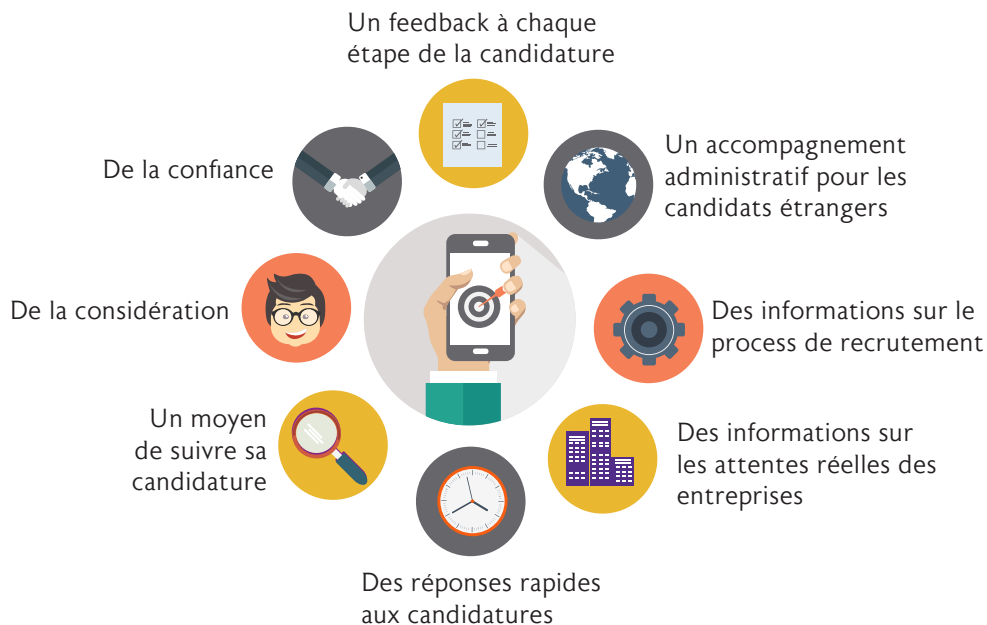 Un feedback à chaque
étape de la candidature
Un accompagnement
administratif pour les
candidats étrangers
De la confiance
De la considération
Des informations sur le
process de recrutement
Un moyen
de suivre sa
candidature
Des informations sur
les attentes réelles des
entreprises
Des réponses rapides
aux candidatures